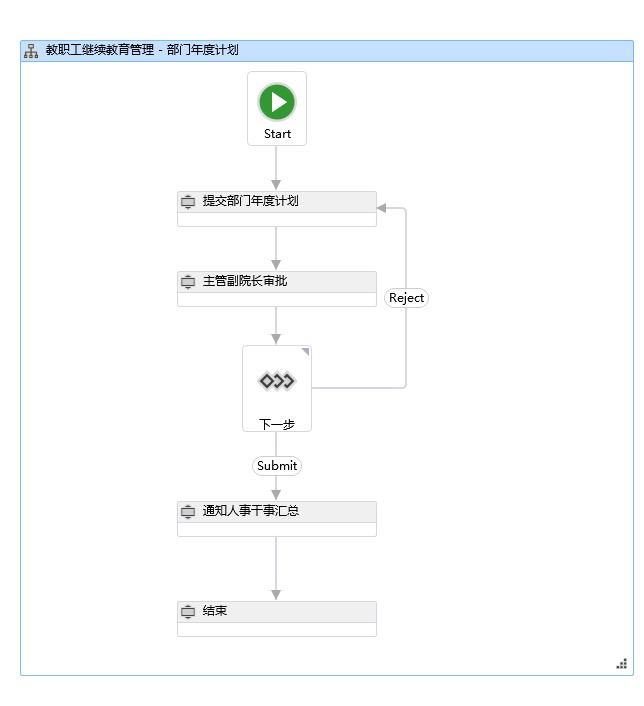 教职工继续教育管理 - 部门年度计划
Start
提交部门年度计划
主管副院长审批
Reject
下一步
Submit
通知人事干事汇总
结束